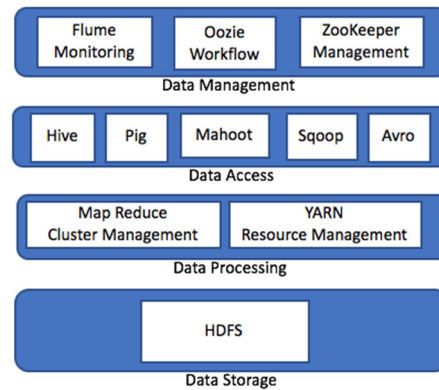 Flume
Monitoring
Oozie
Workflow
ZooKeeper
Management
Data Management
Hive
Pig
Mahoot
Sqoop
Avro
Data Access
Map Reduce
Cluster Management
YARN
Resource Management
Data Processing
HDFS
Data Storage